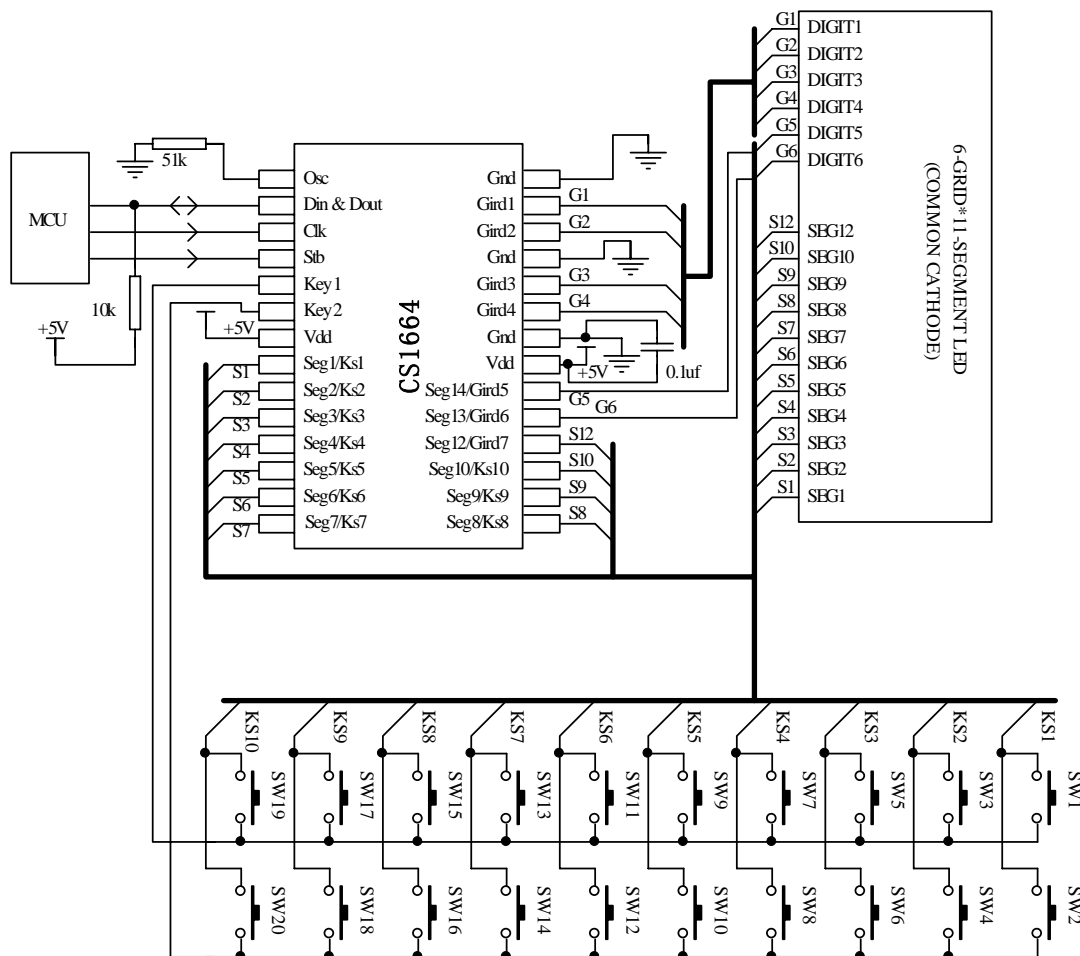 G1 DIGIT1
G2 DIGIT2
G3 DIGIT3
G4 DIGIT4
G5 DIGIT5
G6 DIGIT6
S12 SEG12
S10 SEG10
S9 SEG9
S8 SEG8
S7 SEG7
S6 SEG6
S5 SEG5
S4 SEG4
S3 SEG3
S2 SEG2
S1 SEG1
6-GRID*11-SEGMENT LED
(COMMON CATHODE)
MCU
51k
10k
+5V
+5V
CS1664
Osc
Din & Dout
Clk
Stb
Key1
Key2
Vdd
S1 Seg1/Ks1
S2 Seg2/Ks2
S3 Seg3/Ks3
S4 Seg4/Ks4
S5 Seg5/Ks5
S6 Seg6/Ks6
S7 Seg7/Ks7
Gnd
Gird1 G1
Gird2 G2
Gnd
Gird3 G3
Gird4 G4
Gnd
Vdd +5V 0.1uf
Seg14/Gird5 G5
Seg13/Gird6 G6
Seg12/Gird7 S12
Seg10/Ks10 S10
Seg9/Ks9 S9
Seg8/Ks8 S8
KS10 KS9 KS8 KS7 KS6 KS5 KS4 KS3 KS2 KS1
SW19 SW17 SW15 SW13 SW11 SW9 SW7 SW5 SW3 SW1
SW20 SW18 SW16 SW14 SW12 SW10 SW8 SW6 SW4 SW2